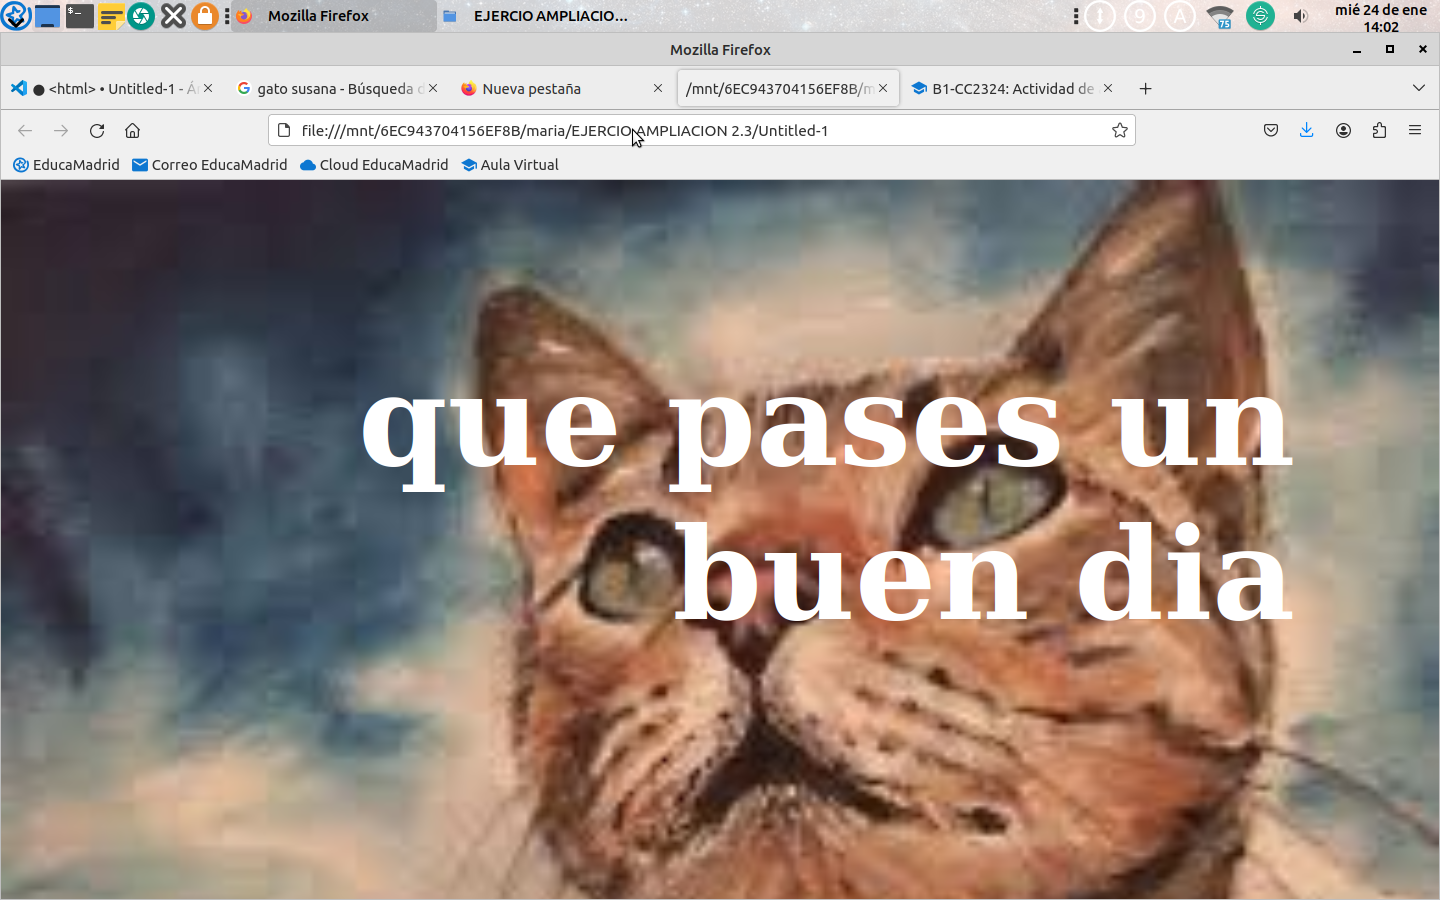 Mozilla Firefox
EJERCIO AMPLIACIO...
9
A
75
mié 24 de ene
14:02
Mozilla Firefox
● <html> • Untitled-1 - Á
gato susana - Búsqueda d
Nueva pestaña
/mnt/6EC943704156EF8B/m
B1-CC2324: Actividad de
file:///mnt/6EC943704156EF8B/maria/EJERCIO AMPLIACION 2.3/Untitled-1
EducaMadrid
Correo EducaMadrid
Cloud EducaMadrid
Aula Virtual
que pases un
buen dia